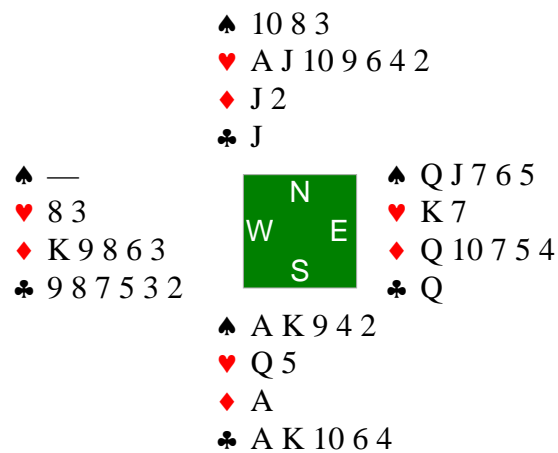 ♠ 10 8 3
♥ A J 10 9 6 4 2
♦ J 2
♣ J
♠ —
♥ 8 3
♦ K 9 8 6 3
♣ 9 8 7 5 3 2
N
W E
S
♠ Q J 7 6 5
♥ K 7
♦ Q 10 7 5 4
♣ Q
♠ A K 9 4 2
♥ Q 5
♦ A
♣ A K 10 6 4